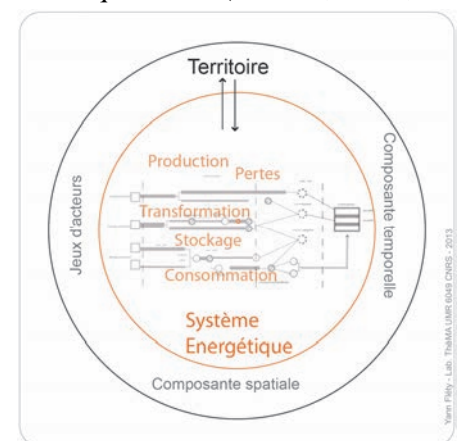 Territoire
Production
Pertes
Transformation
Stockage
Consommation
Système
Energétique
Composante spatiale
Jeux d'acteurs
Composante temporelle
Yann Fléty - Lab. ThéMA UMR 6049 CNRS - 2013